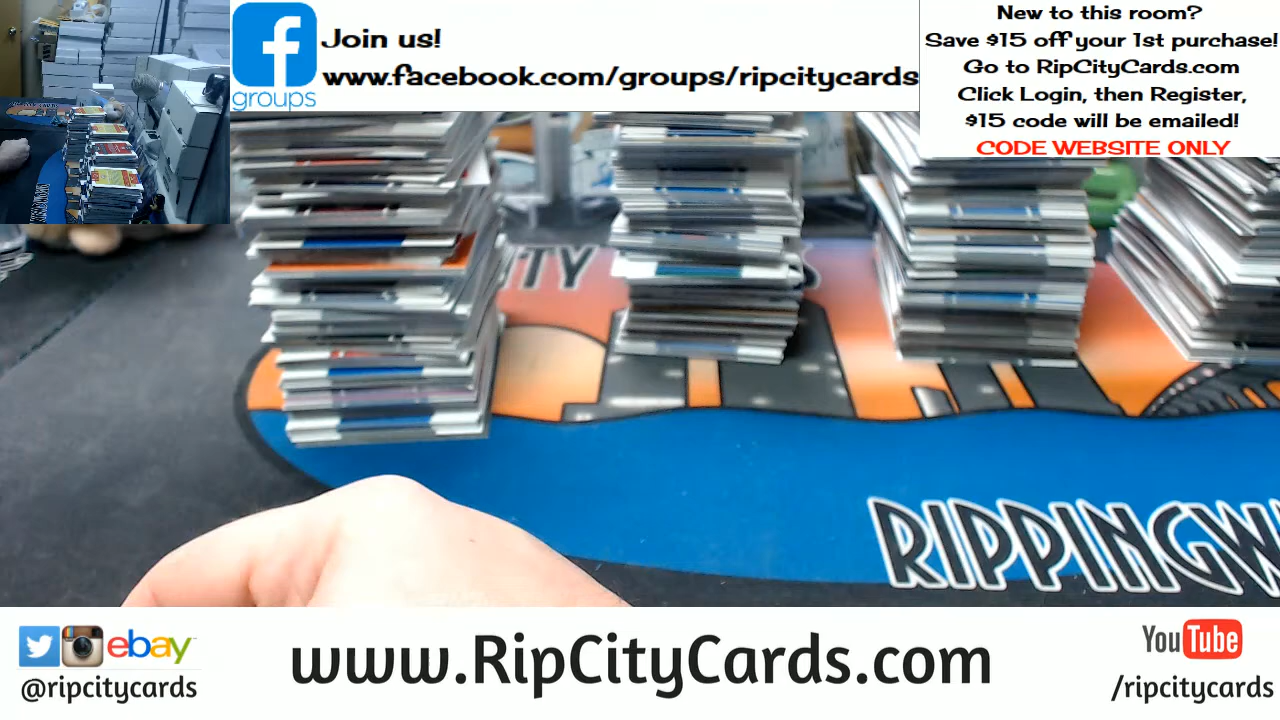 Join us!
www.facebook.com/groups/ripcitycards
groups
New to this room?
Save $15 off your 1st purchase!
Go to RipCityCards.com
Click Login, then Register,
$15 code will be emailed!
CODE WEBSITE ONLY
RIPPINGW
ebay
@ripcitycards
www.RipCityCards.com
YouTube
/ripcitycards